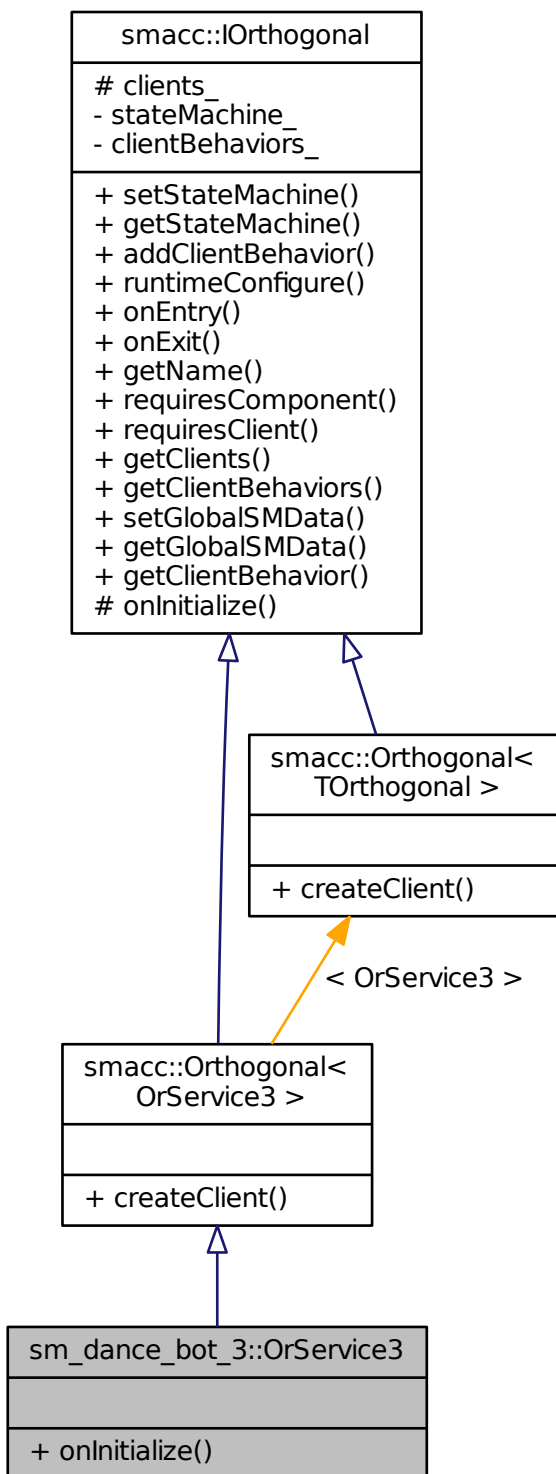 smacc::IOrthogonal
# clients_
- stateMachine_
- clientBehaviors_
+ setStateMachine()
+ getStateMachine()
+ addClientBehavior()
+ runtimeConfigure()
+ onEntry()
+ onExit()
+ getName()
+ requiresComponent()
+ requiresClient()
+ getClients()
+ getClientBehaviors()
+ setGlobalSMData()
+ getGlobalSMData()
+ getClientBehavior()
# onInitialize()
smacc::Orthogonal<
TOrthogonal >
+ createClient()
< OrService3 >
smacc::Orthogonal<
OrService3 >
+ createClient()
sm_dance_bot_3::OrService3
+ onInitialize()